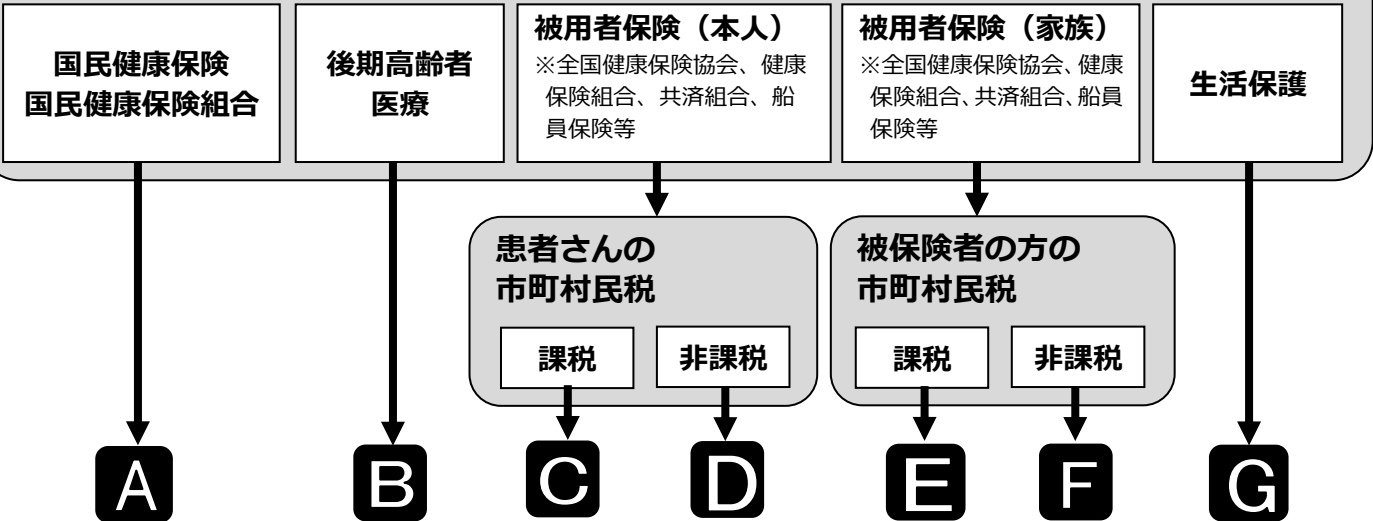 国民健康保険
国民健康保険組合
後期高齢者
医療
被用者保険（本人）
※全国健康保険協会、健康
保険組合、共済組合、船
員保険等
被用者保険（家族）
※全国健康保険協会、健康
保険組合、共済組合、船員
保険等
生活保護
患者さんの
市町村民税
課税
非課税
被保険者の方の
市町村民税
課税
非課税
A
B
C
D
E
F
G